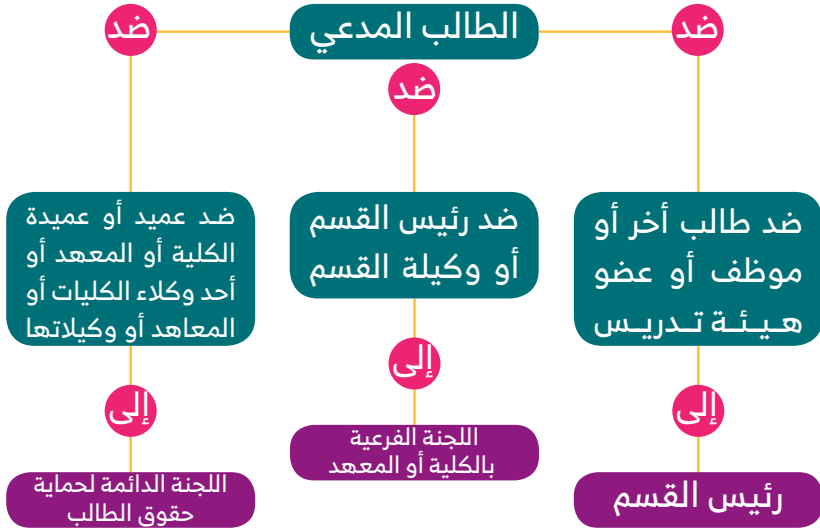 الطالب المدعي
ضد
ضد
ضد
ضد طالب أخر أو
موظف أو عضو
هـيـئـة تـدريـس
إلى
رئيس القسم
ضد رئيس القسم
أو وكيلة القسم
إلى
اللجنة الفرعية
بالكلية أو المعهد
ضد عميد أو عميدة
الكلية أو المعهد أو
أحد وكلاء الكليات أو
المعاهد أو وكيلاتها
إلى
اللجنة الدائمة لحماية
حقوق الطالب